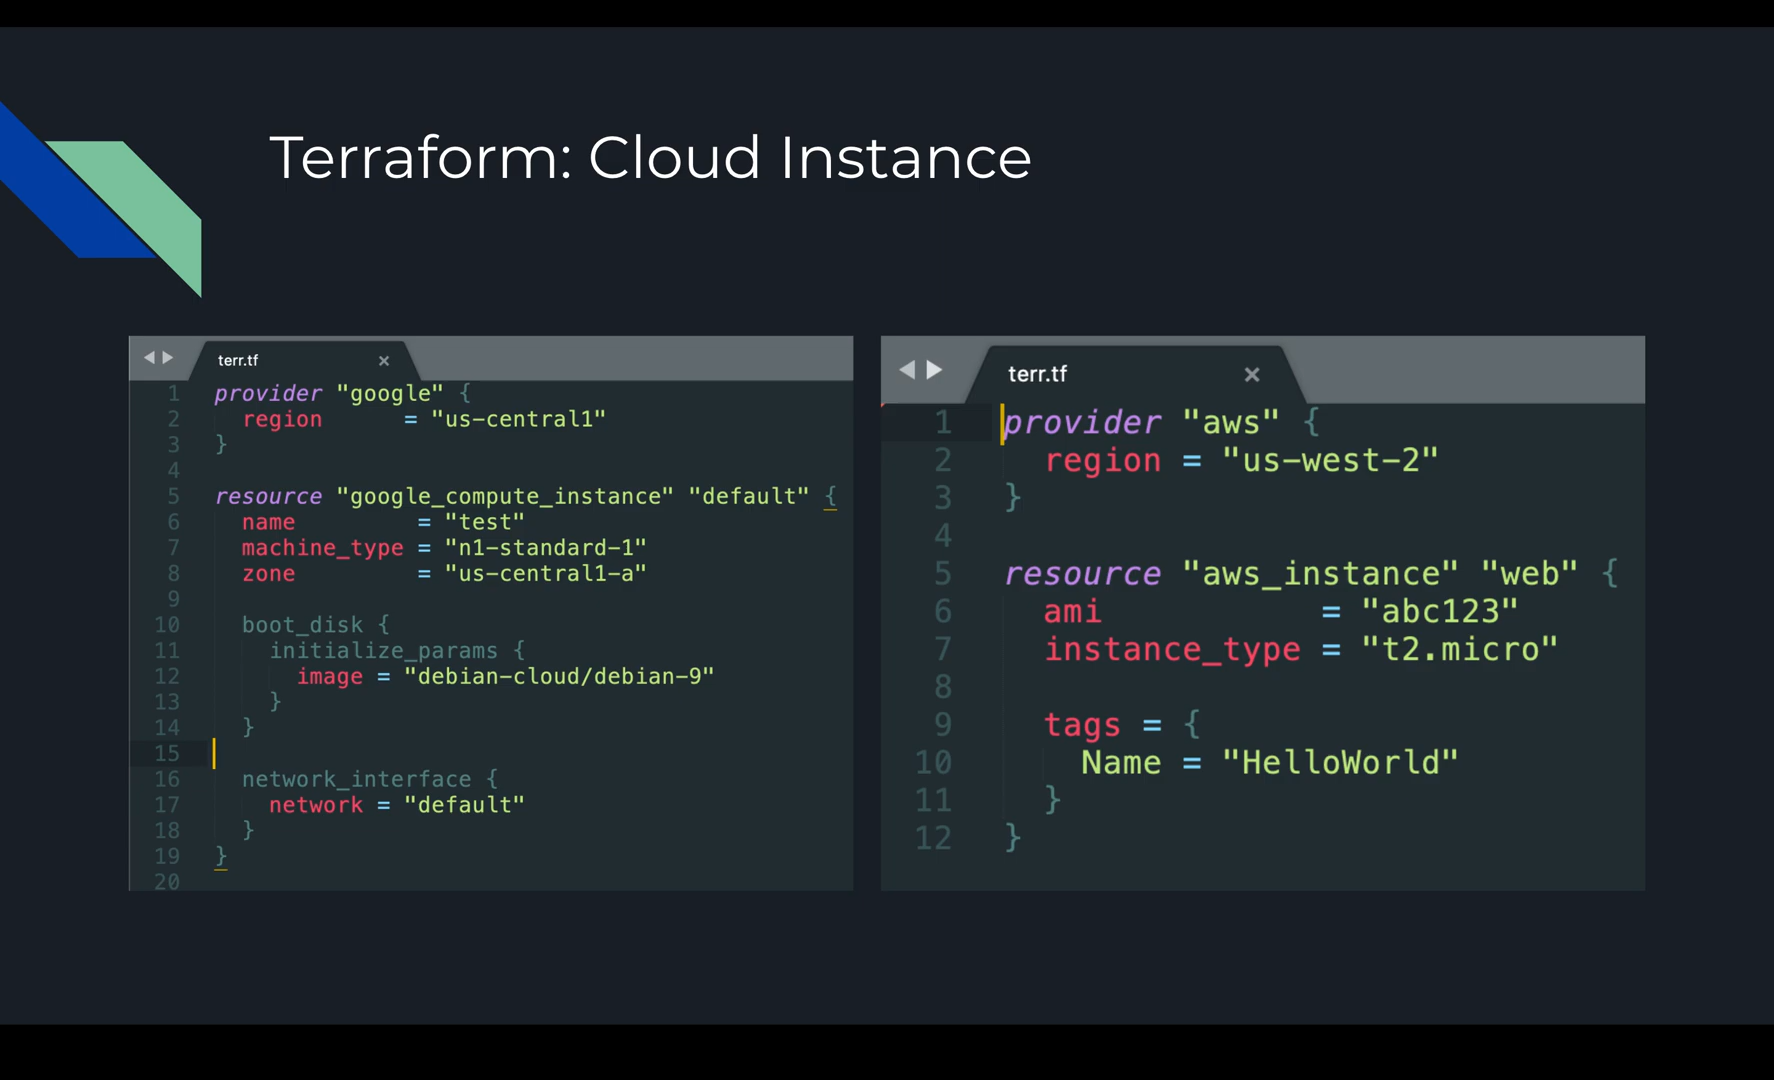 Terraform: Cloud Instance
terr.tf ×
1 provider "google" {
2   region      = "us-central1"
3 }
4
5 resource "google_compute_instance" "default" {
6   name         = "test"
7   machine_type = "n1-standard-1"
8   zone         = "us-central1-a"
9
10   boot_disk {
11     initialize_params {
12       image = "debian-cloud/debian-9"
13     }
14   }
15
16   network_interface {
17     network = "default"
18   }
19 }
20
terr.tf ×
1 provider "aws" {
2   region = "us-west-2"
3 }
4
5 resource "aws_instance" "web" {
6   ami           = "abc123"
7   instance_type = "t2.micro"
8
9   tags = {
10     Name = "HelloWorld"
11   }
12 }